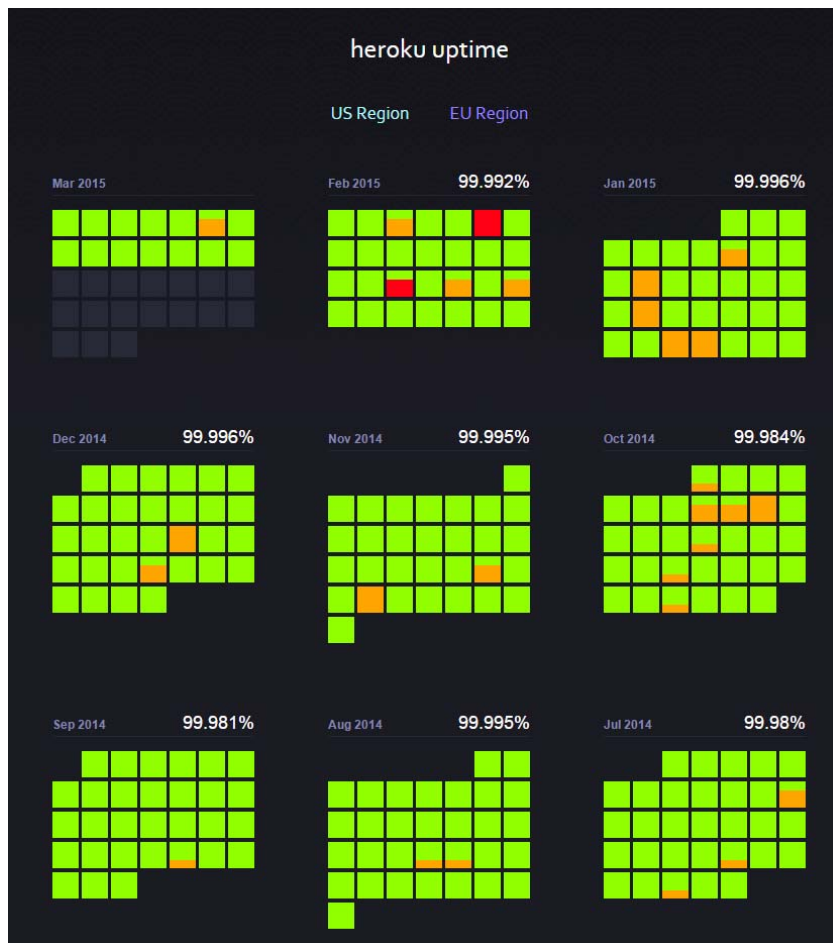 heroku uptime
US Region EU Region
Mar 2015
Feb 2015 99.992%
Jan 2015 99.996%
Dec 2014 99.996%
Nov 2014 99.995%
Oct 2014 99.984%
Sep 2014 99.981%
Aug 2014 99.995%
Jul 2014 99.98%